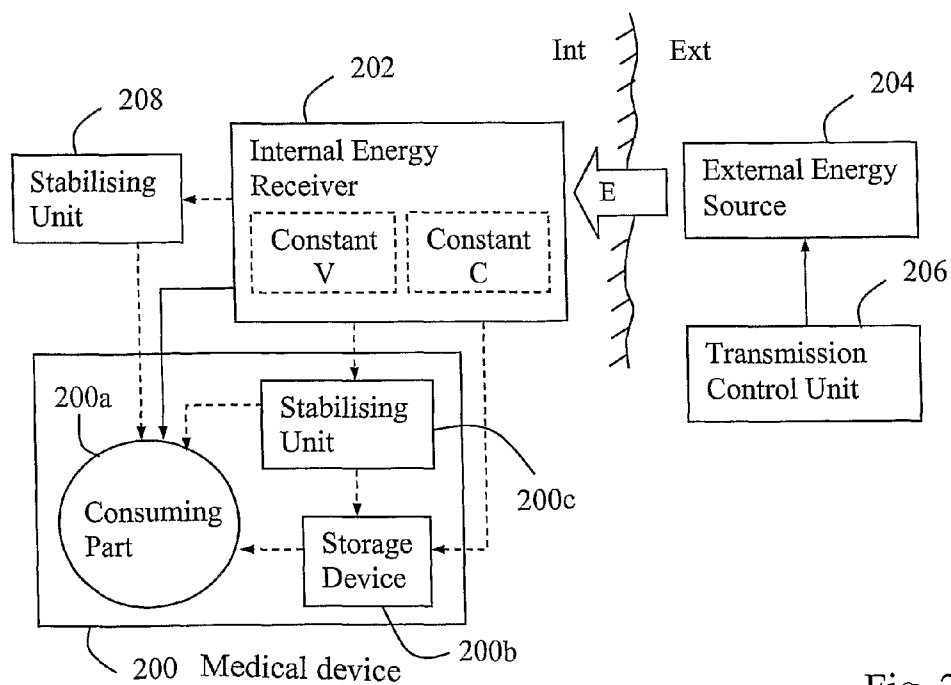 Int
Ext
202
208
204
Internal Energy
Receiver
External Energy
Source
Stabilising
Unit
E
Constant
V
Constant
C
206
Transmission
Control Unit
200a
Stabilising
Unit
200c
Consuming
Part
Storage
Device
200b
200
Medical device
Fig.